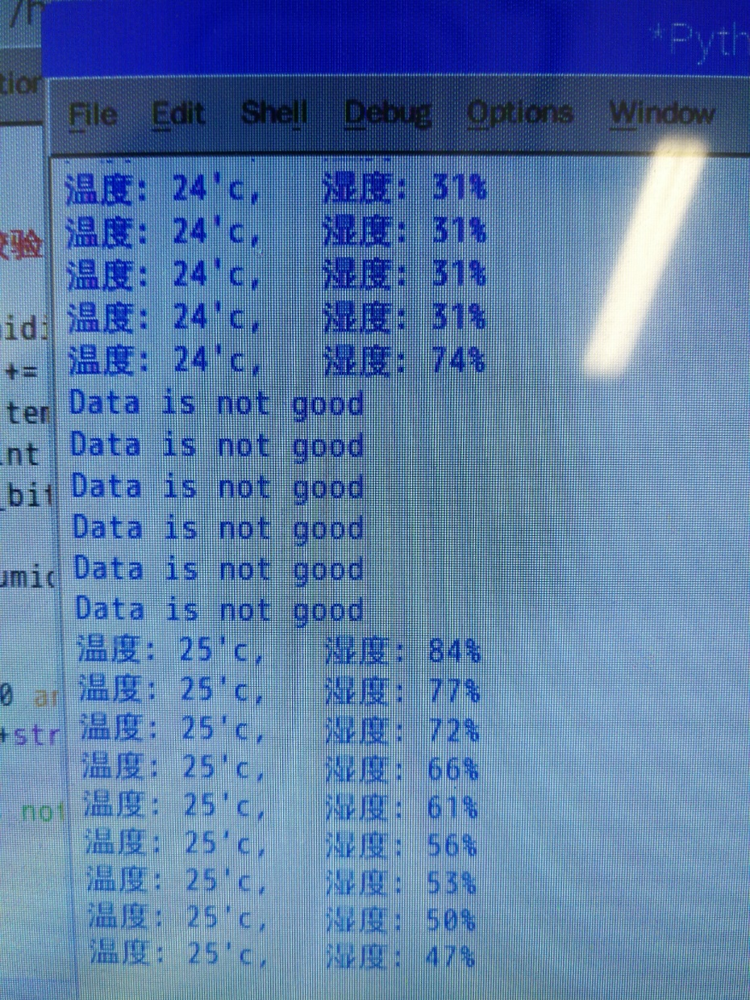 /h
*Pyth
tion
File Edit Shell Debug Options Window
温度: 24'c, 湿度: 31%
温度: 24'c, 湿度: 31%
验
温度: 24'c, 湿度: 31%
温度: 24'c, 湿度: 31%
idi
温度: 24'c, 湿度: 74%
+=
Data is not good
tem
Data is not good
int
Data is not good
_bit
Data is not good
Data is not good
umid
Data is not good
温度: 25'c, 湿度: 84%
温度: 25'c, 湿度: 77%
0 an
温度: 25'c, 湿度: 72%
+str
温度: 25'c, 湿度: 66%
温度: 25'c, 湿度: 61%
not
温度: 25'c, 湿度: 56%
温度: 25'c, 湿度: 53%
温度: 25'c, 湿度: 50%
温度: 25'c, 湿度: 47%